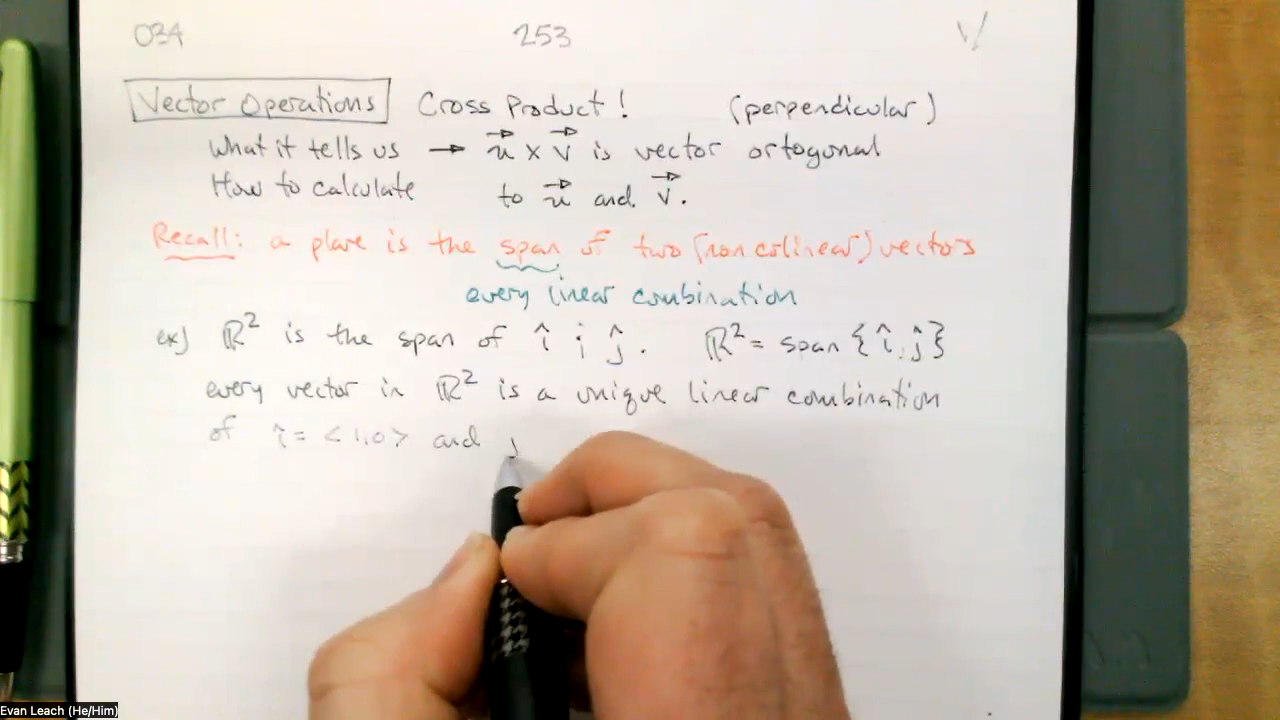 034 253 V/
Vector Operations Cross Product! (perpendicular)
What it tells us → u⃗ × v⃗ is vector ortogonal
How to calculate to u⃗ and v⃗.
Recall: a plane is the span of two (non colinear) vectors
every linear combination
ex) ℝ² is the span of î ; ĵ. ℝ² = span {î, ĵ}
every vector in ℝ² is a unique linear combination
of î = <1,0> and j
Evan Leach (He/Him)